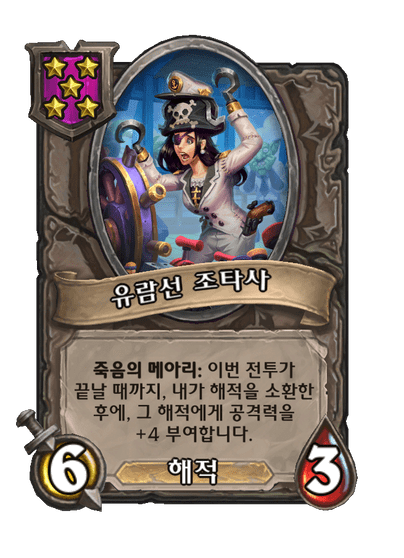 유람선 조타사
죽음의 메아리: 이번 전투가
끝날 때까지, 내가 해적을 소환한
후에, 그 해적에게 공격력을
+4 부여합니다.
6
해적
3